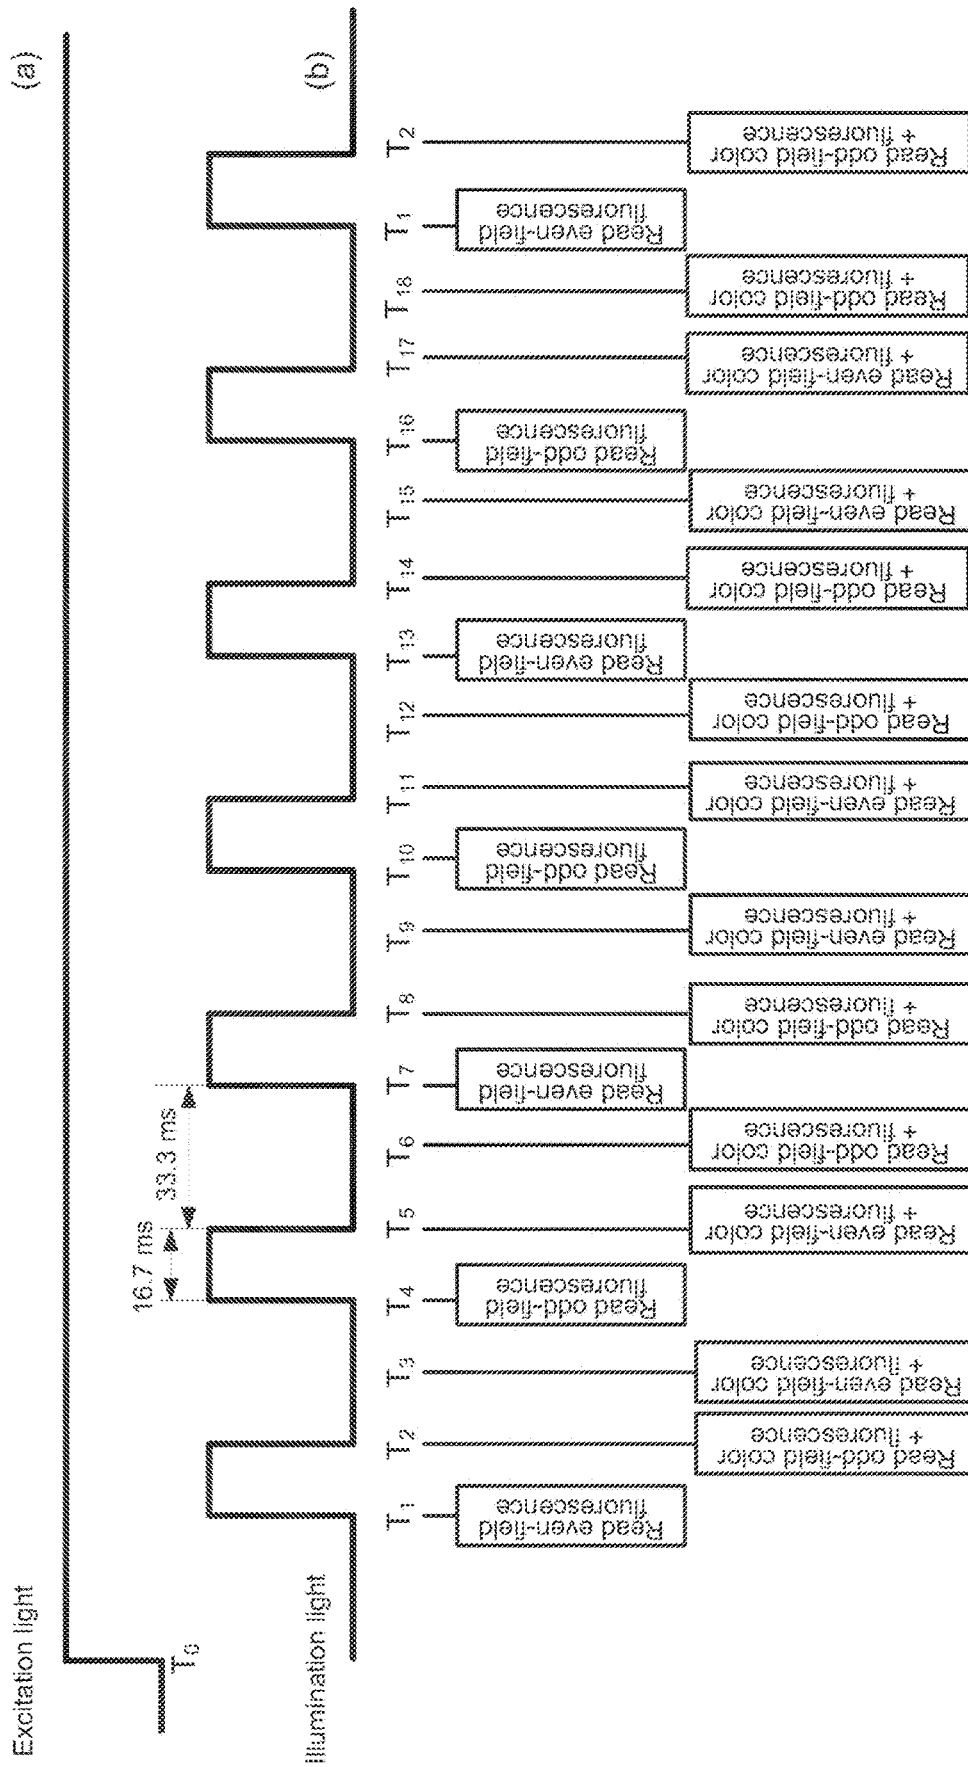 Excitation light
(a)
T0
16.7 ms
33.3 ms
Illumination light
(b)
T1
T2
T3
T4
T5
T6
T7
T8
T9
T10
T11
T12
T13
T14
T15
T16
T17
T18
T1
T2
Read even-field
fluorescence
Read odd-field
fluorescence
Read even-field
fluorescence
Read odd-field
fluorescence
Read even-field
fluorescence
Read odd-field
fluorescence
Read even-field
fluorescence
Read odd-field color
+ fluorescence
Read even-field color
+ fluorescence
Read even-field color
+ fluorescence
Read odd-field color
+ fluorescence
Read odd-field color
+ fluorescence
Read even-field color
+ fluorescence
Read even-field color
+ fluorescence
Read odd-field color
+ fluorescence
Read odd-field color
+ fluorescence
Read even-field color
+ fluorescence
Read even-field color
+ fluorescence
Read odd-field color
+ fluorescence
Read odd-field color
+ fluorescence